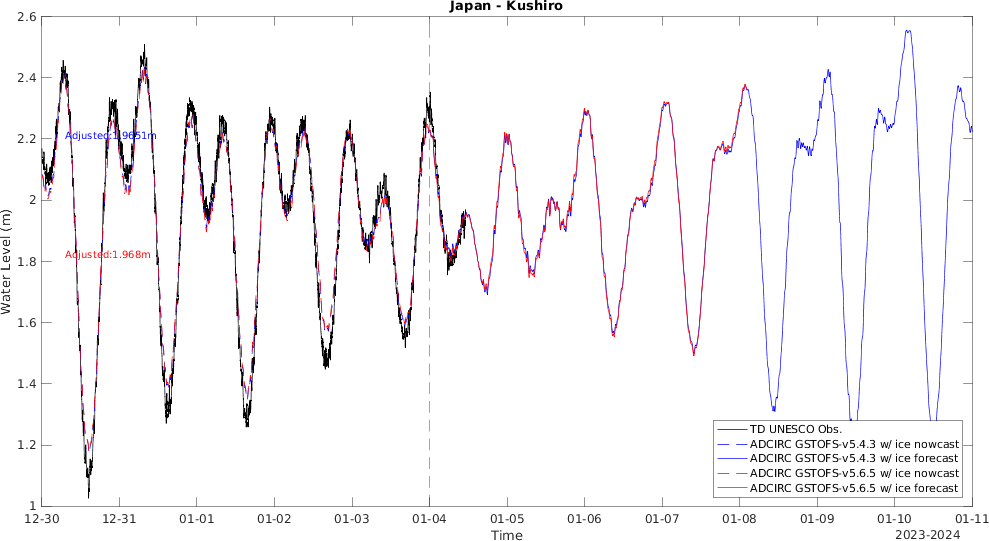 Japan - Kushiro
2.6
2.4
2.2
2
1.8
1.6
1.4
1.2
1
Water Level (m)
Adjusted:1.9651m
Adjusted:1.968m
TD UNESCO Obs.
ADCIRC GSTOFS-v5.4.3 w/ ice nowcast
ADCIRC GSTOFS-v5.4.3 w/ ice forecast
ADCIRC GSTOFS-v5.6.5 w/ ice nowcast
ADCIRC GSTOFS-v5.6.5 w/ ice forecast
12-30 12-31 01-01 01-02 01-03 01-04 01-05 01-06 01-07 01-08 01-09 01-10 01-11
Time
2023-2024